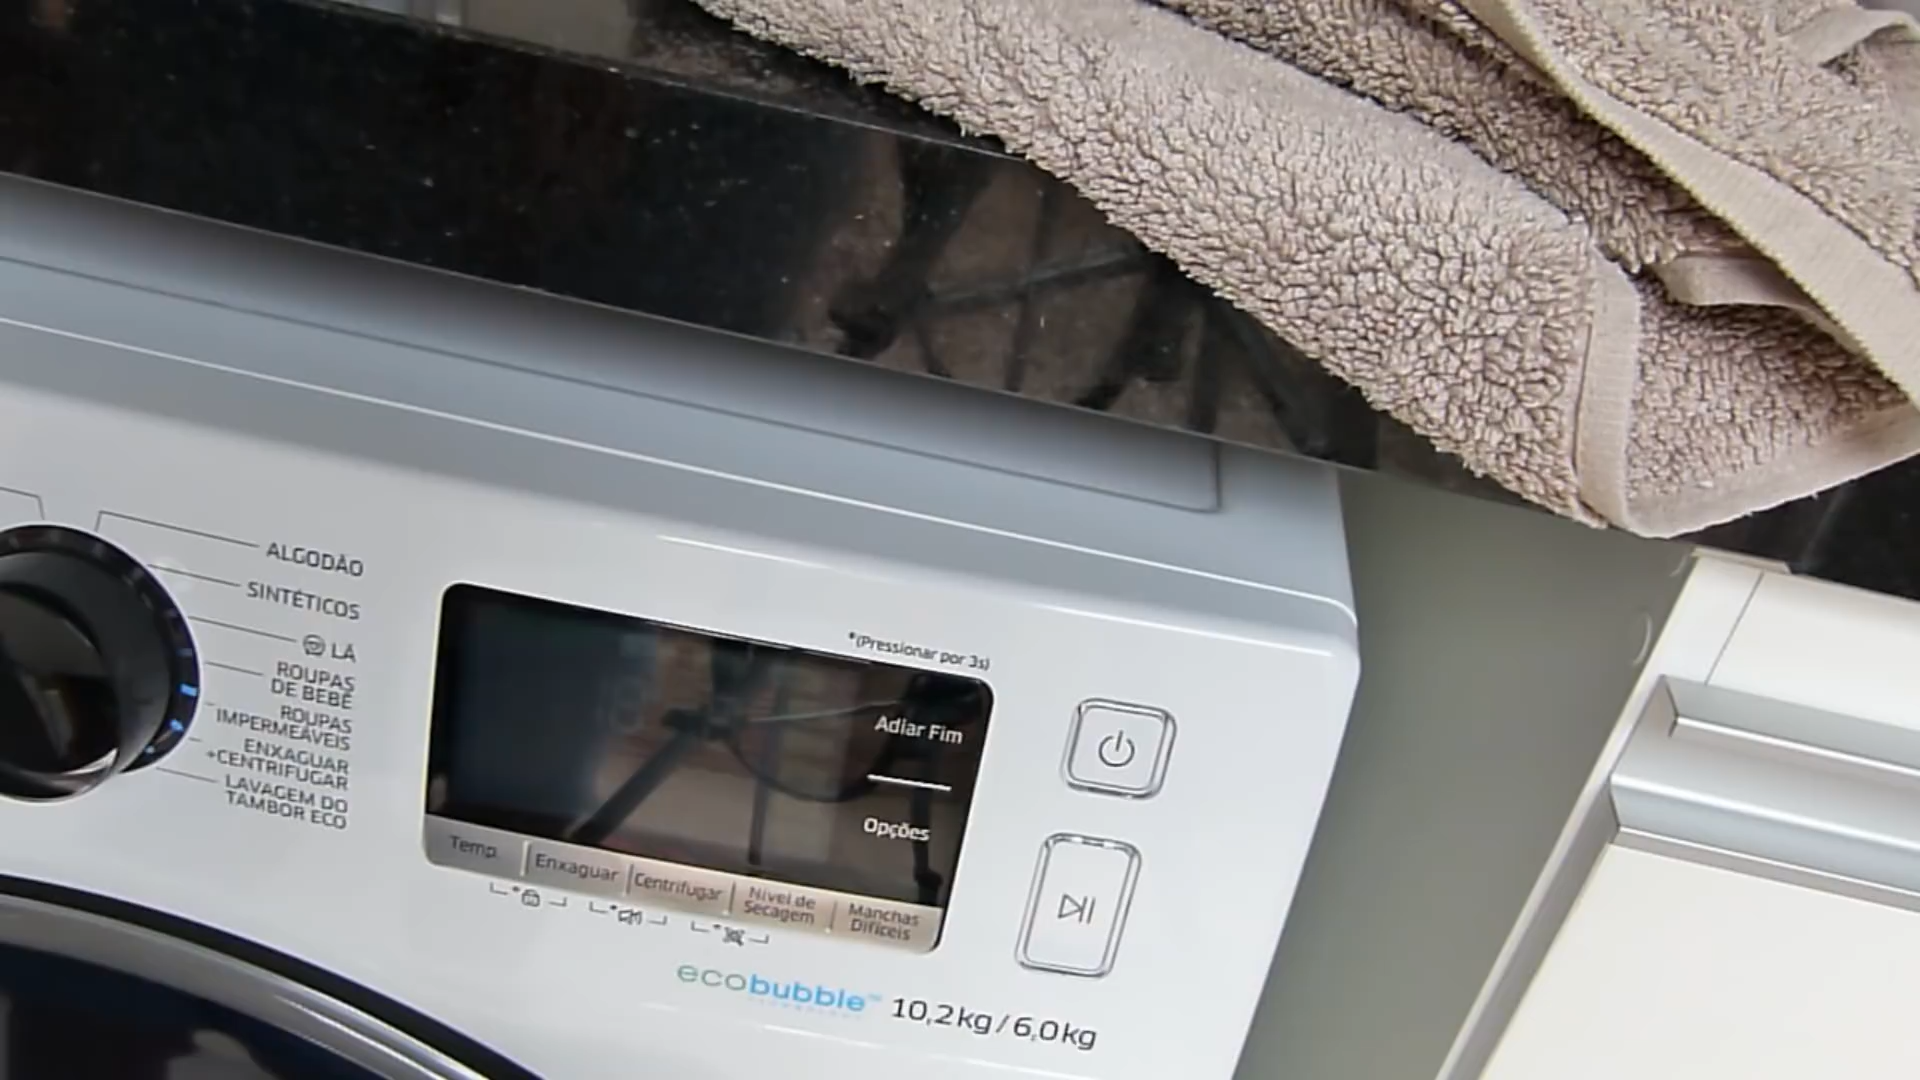 ALGODÃO
SINTÉTICOS
LÃ
ROUPAS
DE BEBÊ
ROUPAS
IMPERMEÁVEIS
ENXAGUAR
+CENTRIFUGAR
LAVAGEM DO
TAMBOR ECO
*(Pressionar por 3s)
Adiar Fim
Opções
Temp.
Enxaguar
Centrifugar
Nível de
Secagem
Manchas
Difíceis
ecobubble™ 10,2kg/6,0kg